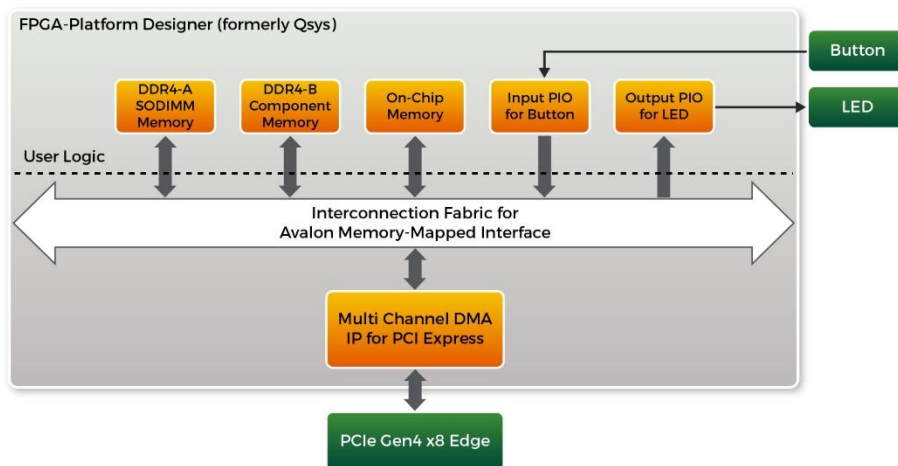 FPGA-Platform Designer (formerly Qsys)
Button
DDR4-A
SODIMM
Memory
DDR4-B
Component
Memory
On-Chip
Memory
Input PIO
for Button
Output PIO
for LED
LED
User Logic
Interconnection Fabric for
Avalon Memory-Mapped Interface
Multi Channel DMA
IP for PCI Express
PCIe Gen4 x8 Edge